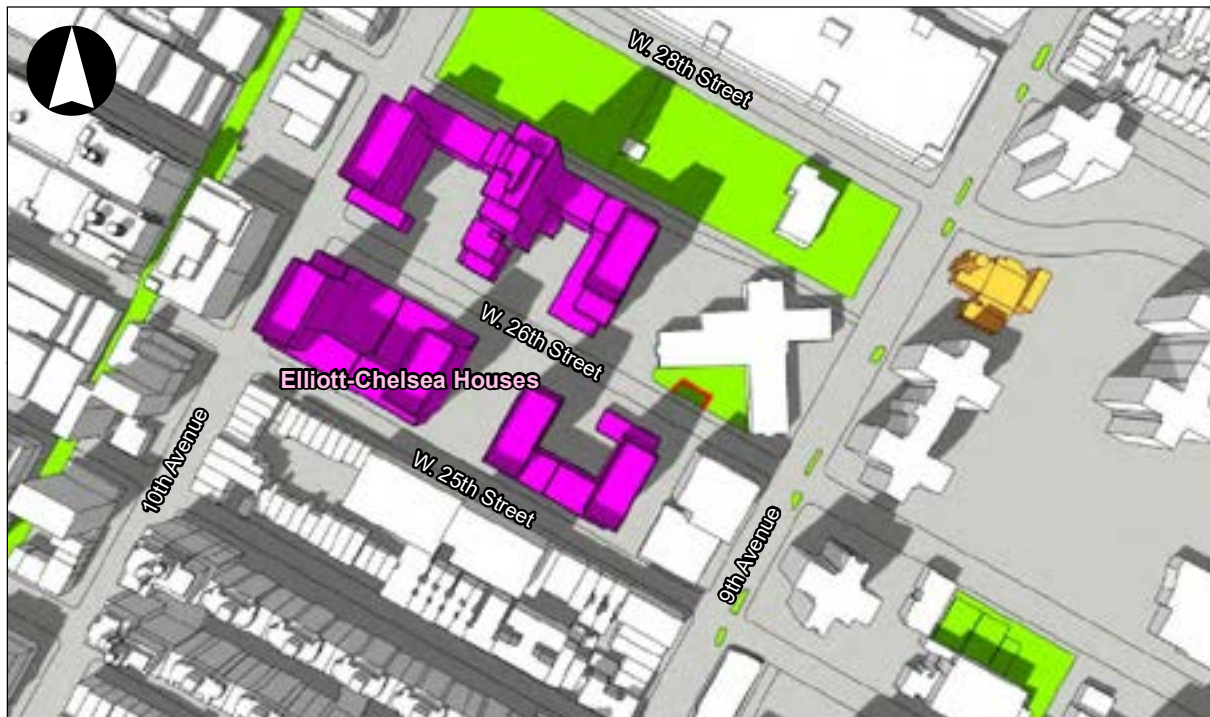 W. 28th Street
W. 26th Street
Elliott-Chelsea Houses
10th Avenue
W. 25th Street
9th Avenue